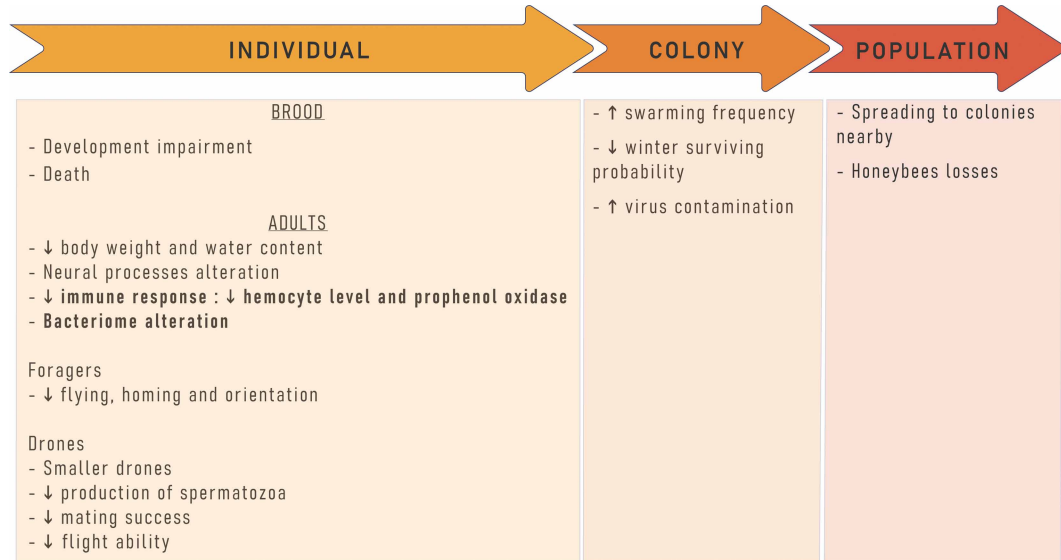 INDIVIDUAL
COLONY
POPULATION
BROOD
- Development impairment
- Death
ADULTS
- ↓ body weight and water content
- Neural processes alteration
- ↓ immune response : ↓ hemocyte level and prophenol oxidase
- Bacteriome alteration
Foragers
- ↓ flying, homing and orientation
Drones
- Smaller drones
- ↓ production of spermatozoa
- ↓ mating success
- ↓ flight ability
- ↑ swarming frequency
- ↓ winter surviving
probability
- ↑ virus contamination
- Spreading to colonies
nearby
- Honeybees losses